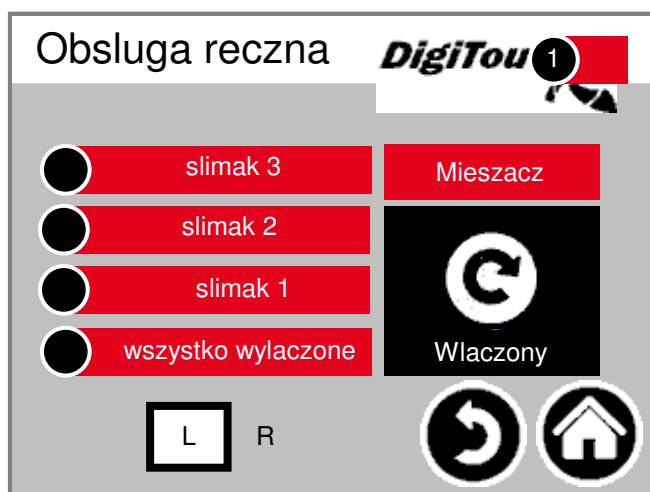 Obsluga reczna
DigiTou
1
slimak 3
Mieszacz
slimak 2
slimak 1
wszystko wylaczone
Wlaczony
L
R